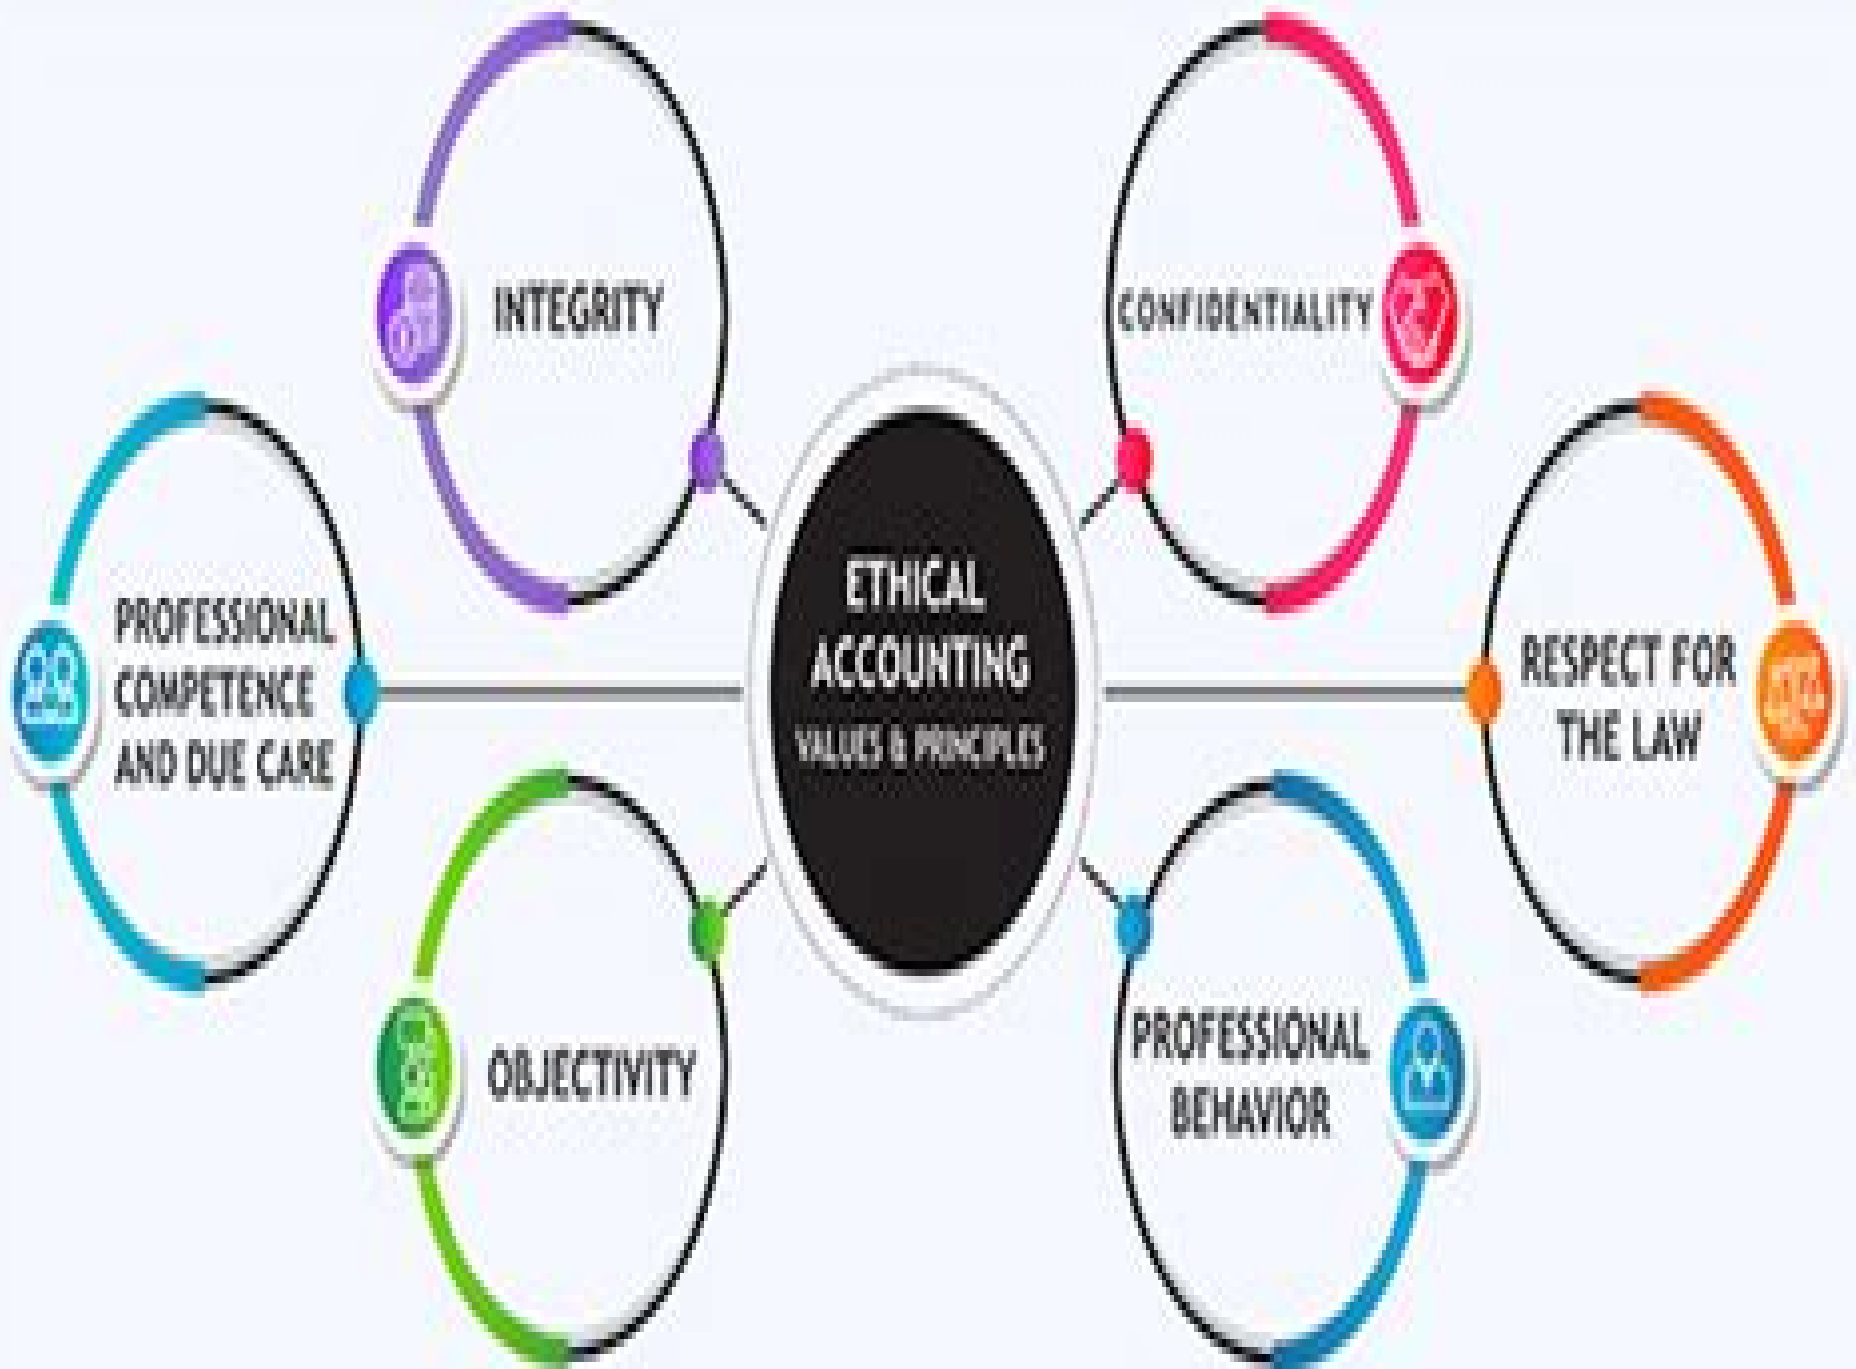 INTEGRITY
CONFIDENTIALITY
PROFESSIONAL
COMPETENCE
AND DUE CARE
ETHICAL
ACCOUNTING
VALUES & PRINCIPLES
RESPECT FOR
THE LAW
OBJECTIVITY
PROFESSIONAL
BEHAVIOR